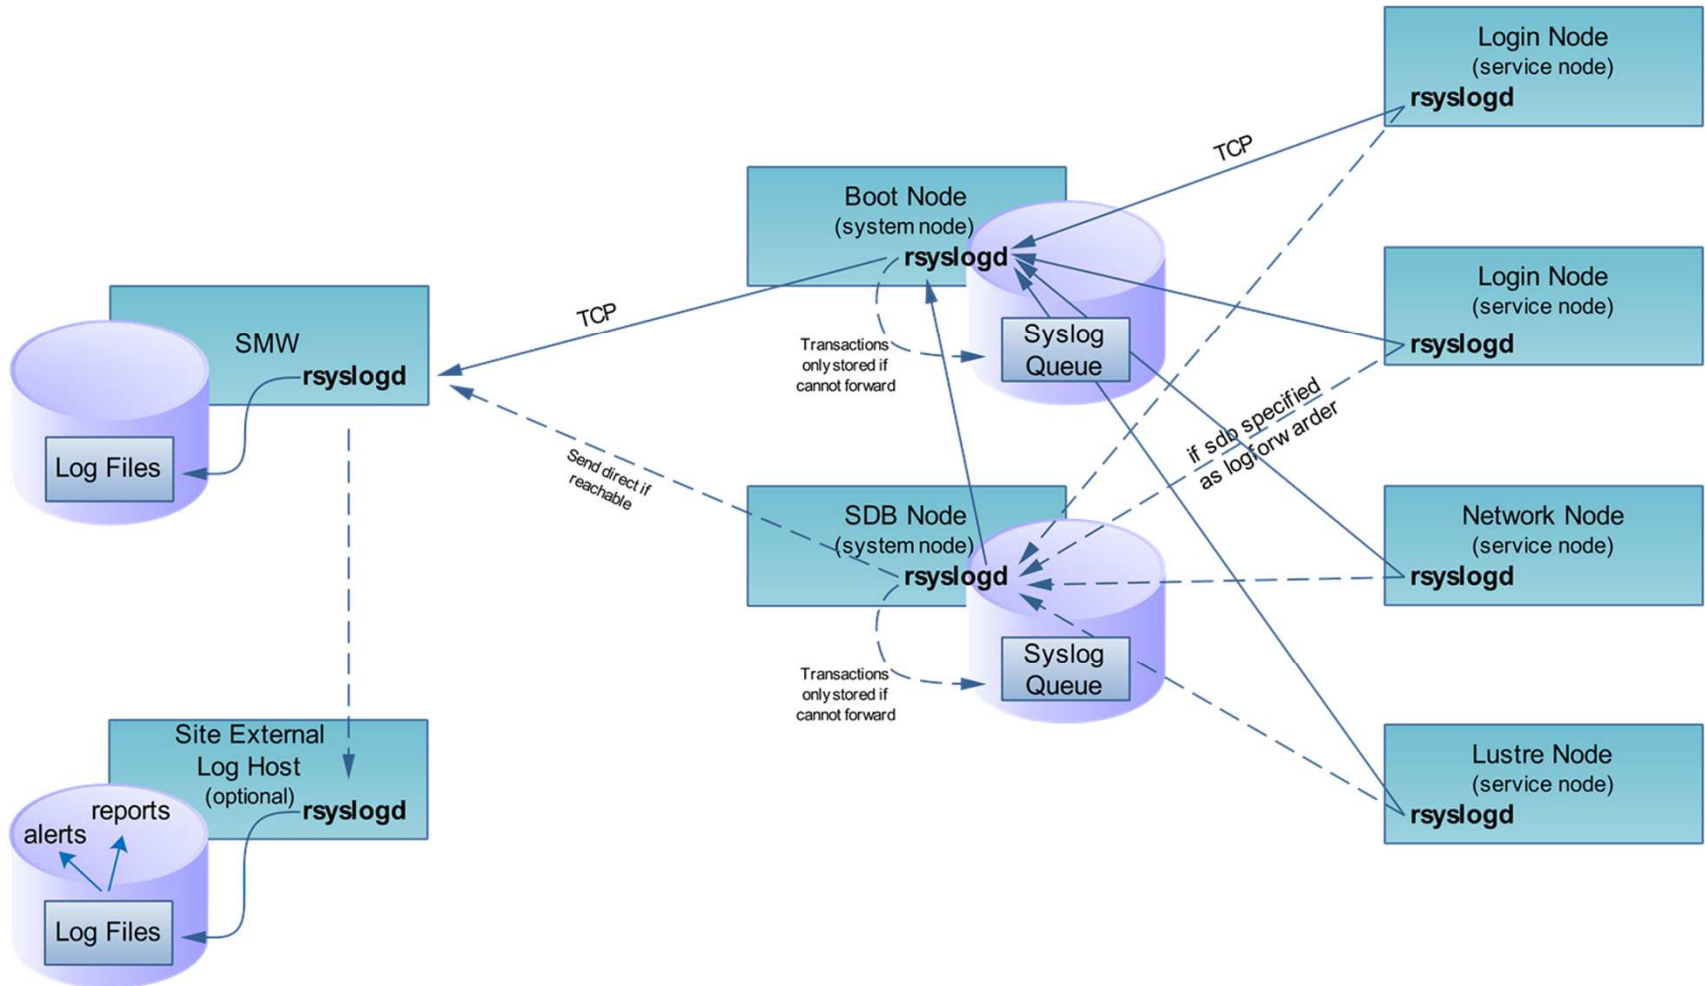 Login Node
(service node)
rsyslogd
TCP
Boot Node
(system node)
rsyslogd
Syslog
Queue
Transactions
only stored if
cannot forward
Login Node
(service node)
rsyslogd
TCP
SMW
rsyslogd
Log Files
if sdb specified
as logforw arder
Send direct if
reachable
SDB Node
(system node)
rsyslogd
Syslog
Queue
Transactions
only stored if
cannot forward
Network Node
(service node)
rsyslogd
Site External
Log Host
(optional)
rsyslogd
reports
alerts
Log Files
Lustre Node
(service node)
rsyslogd